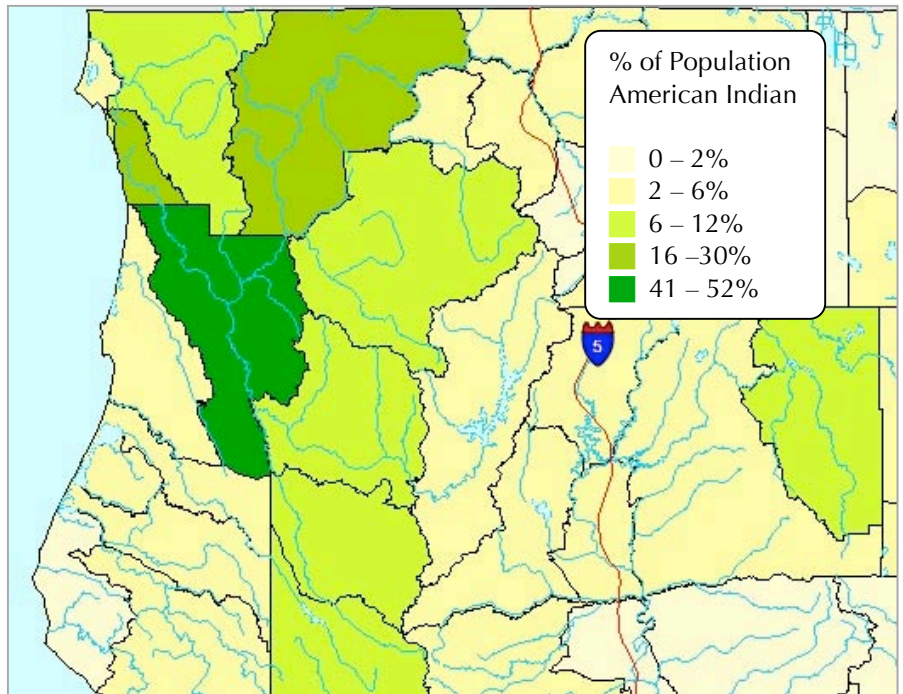 % of Population
American Indian
0 – 2%
2 – 6%
6 – 12%
16 –30%
41 – 52%
5